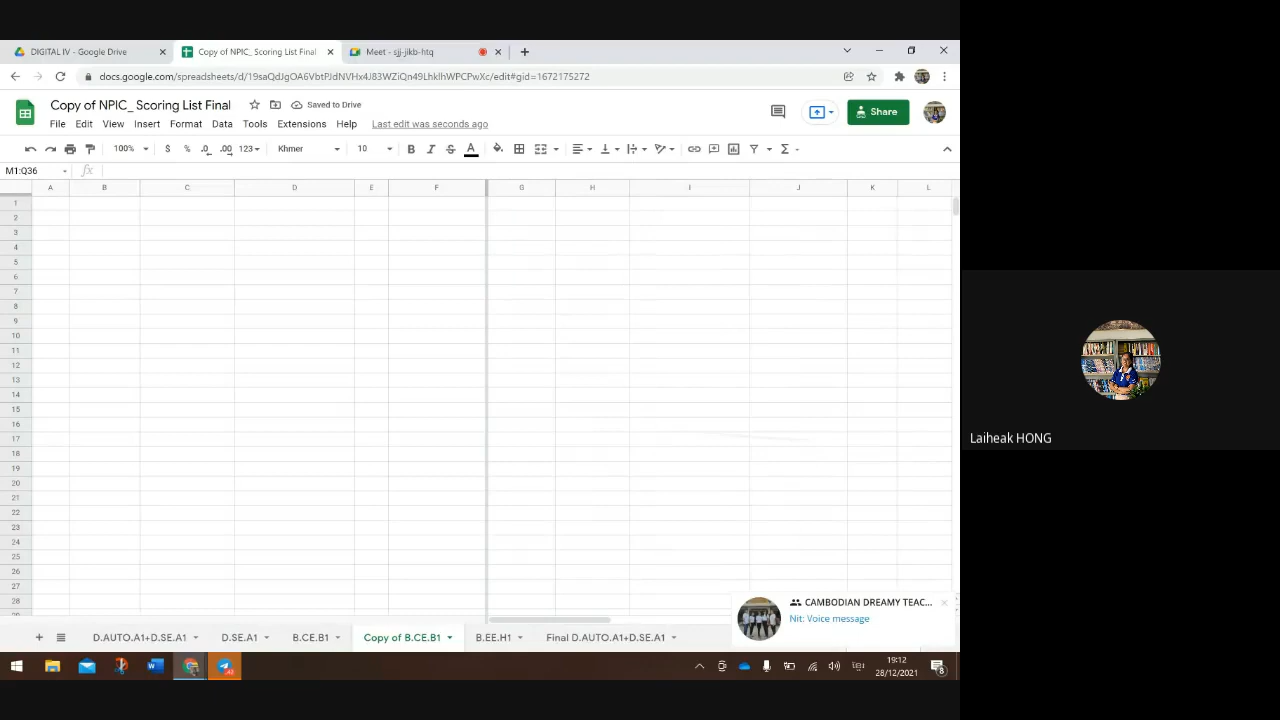 DIGITAL IV - Google Drive
Copy of NPIC_ Scoring List Final
Meet - sjj-jikb-htq
docs.google.com/spreadsheets/d/19saQdJgOA6VbtPJdNVHx4J83WZiQn49LhklhWPCPwXc/edit#gid=1672175272
Copy of NPIC_ Scoring List Final
Saved to Drive
File Edit View Insert Format Data Tools Extensions Help Last edit was seconds ago
Share
100% $ % .0 .00 123 Khmer 10 B I S A
M1:Q36
A B C D E F G H I J K L
1
2
3
4
5
6
7
8
9
10
11
12
13
14
15
16
17
18
19
20
21
22
23
24
25
26
27
28
CAMBODIAN DREAMY TEAC...
Nit: Voice message
D.AUTO.A1+D.SE.A1 D.SE.A1 B.CE.B1 Copy of B.CE.B1 B.EE.H1 Final D.AUTO.A1+D.SE.A1
19:12
28/12/2021
8
Laiheak HONG